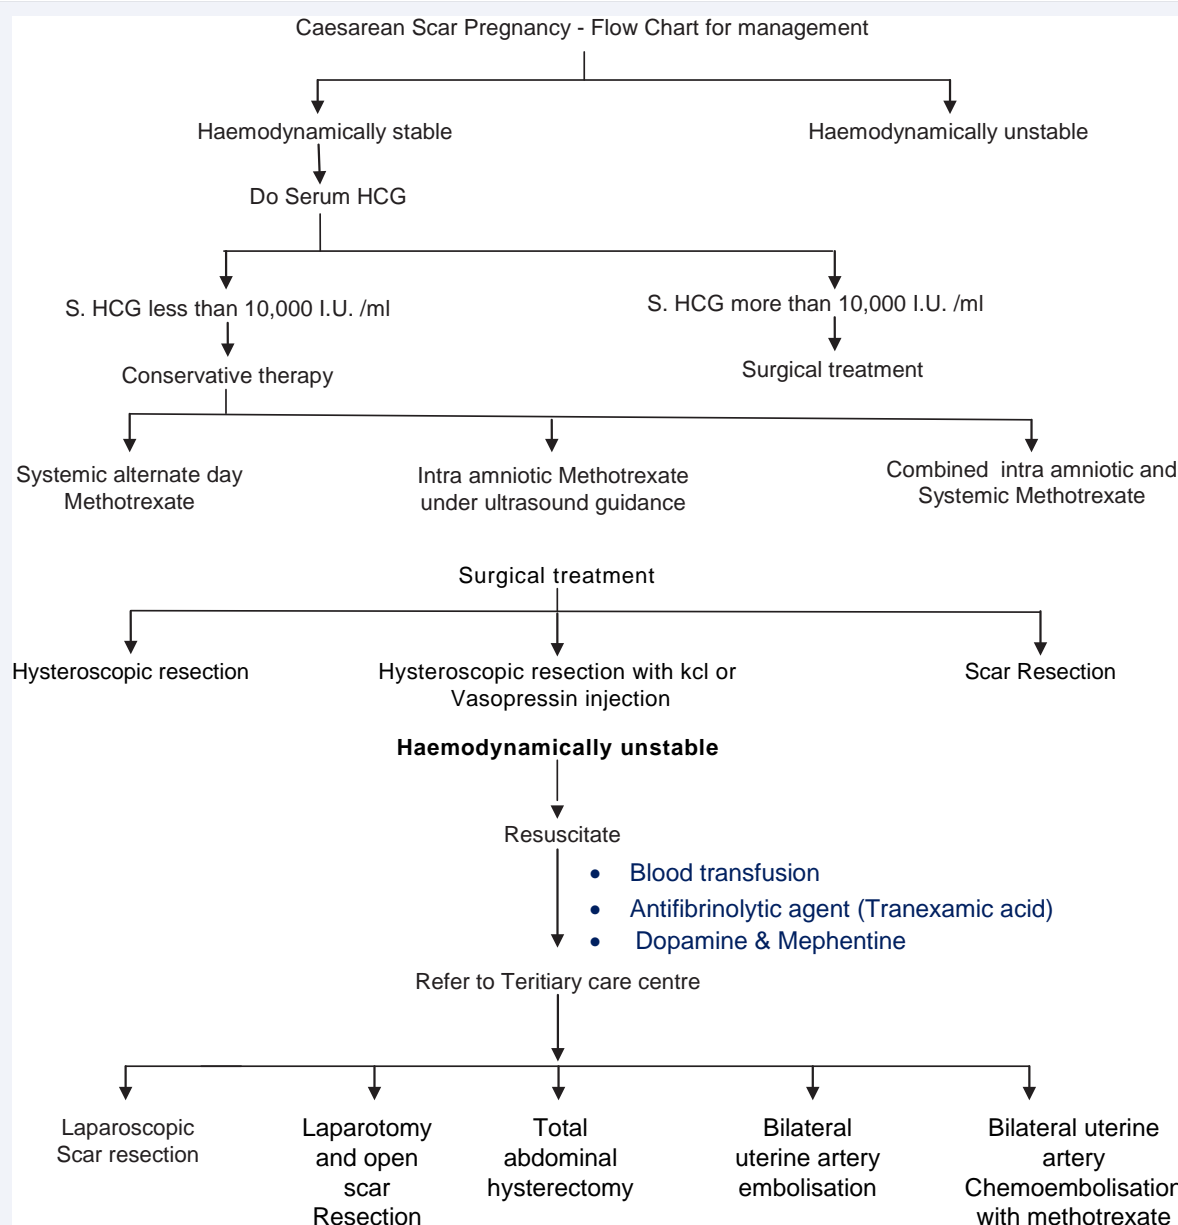 Caesarean Scar Pregnancy - Flow Chart for management
Haemodynamically stable
Haemodynamically unstable
Do Serum HCG
S. HCG less than 10,000 I.U. /ml
S. HCG more than 10,000 I.U. /ml
Conservative therapy
Surgical treatment
Systemic alternate day
Methotrexate
Intra amniotic Methotrexate
under ultrasound guidance
Combined intra amniotic and
Systemic Methotrexate
Surgical treatment
Hysteroscopic resection
Hysteroscopic resection with kcl or
Vasopressin injection
Scar Resection
Haemodynamically unstable
Resuscitate
• Blood transfusion
• Antifibrinolytic agent (Tranexamic acid)
• Dopamine & Mephentine
Refer to Teritiary care centre
Laparoscopic
Scar resection
Laparotomy
and open
scar
Resection
Total
abdominal
hysterectomy
Bilateral
uterine artery
embolisation
Bilateral uterine
artery
Chemoembolisation
with methotrexate